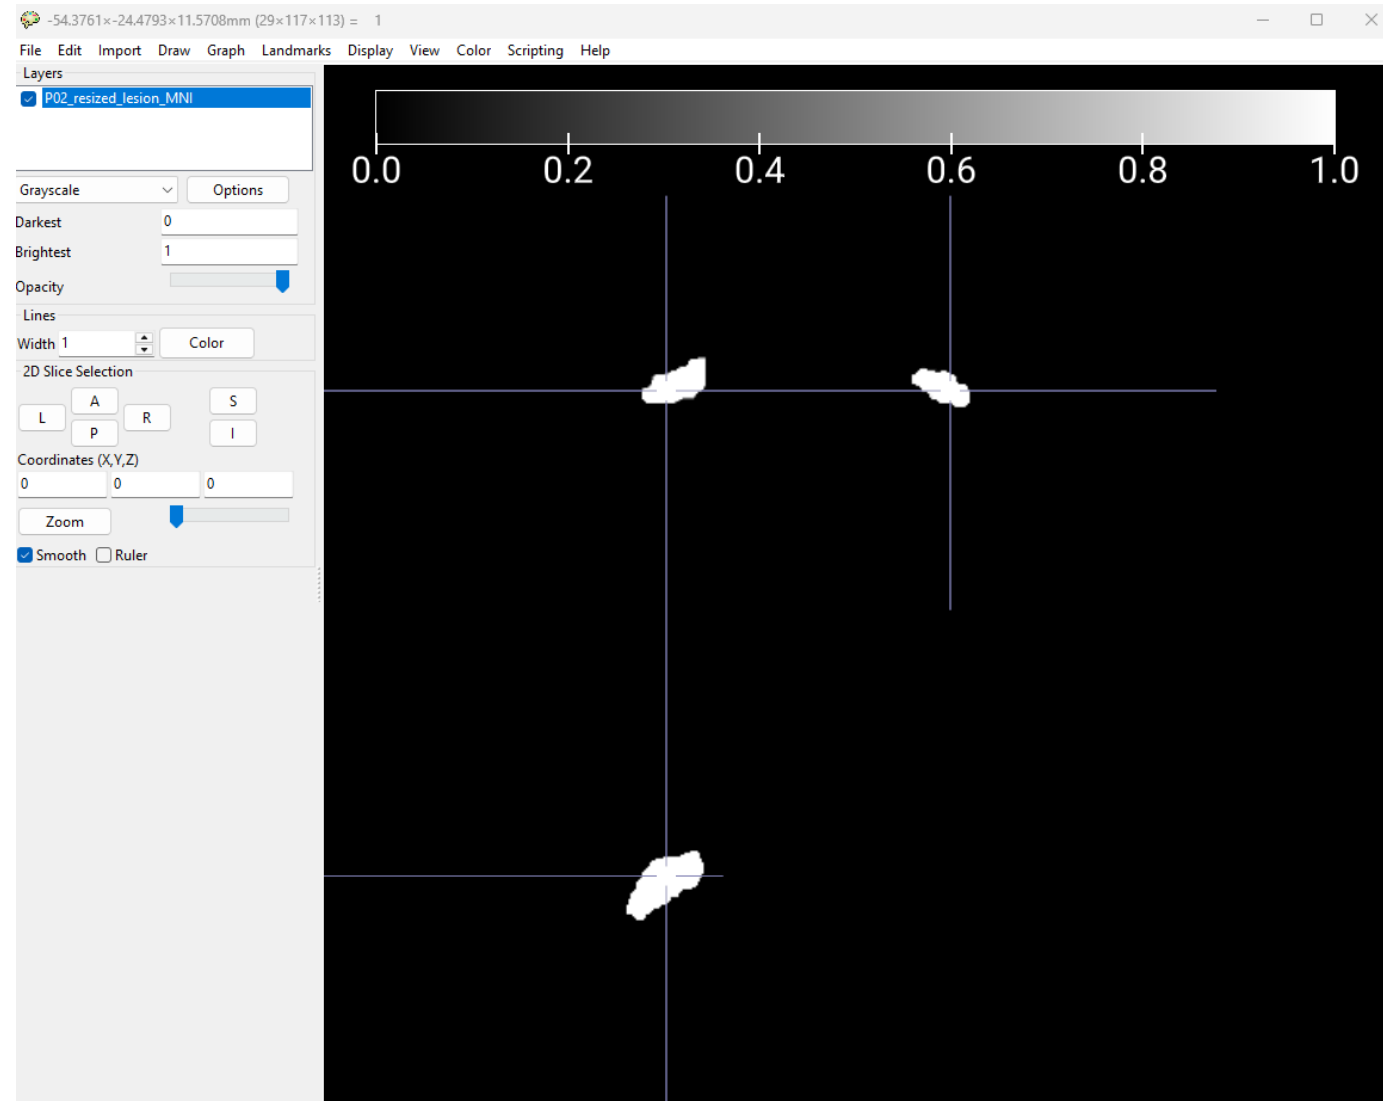 -54.3761×-24.4793×11.5708mm (29×117×113) = 1
File Edit Import Draw Graph Landmarks Display View Color Scripting Help
Layers
P02_resized_lesion_MNI
Grayscale Options
Darkest 0
Brightest 1
Opacity
Lines
Width 1 Color
2D Slice Selection
A S
L R
P I
Coordinates (X,Y,Z)
0 0 0
Zoom
Smooth Ruler
0.0 0.2 0.4 0.6 0.8 1.0